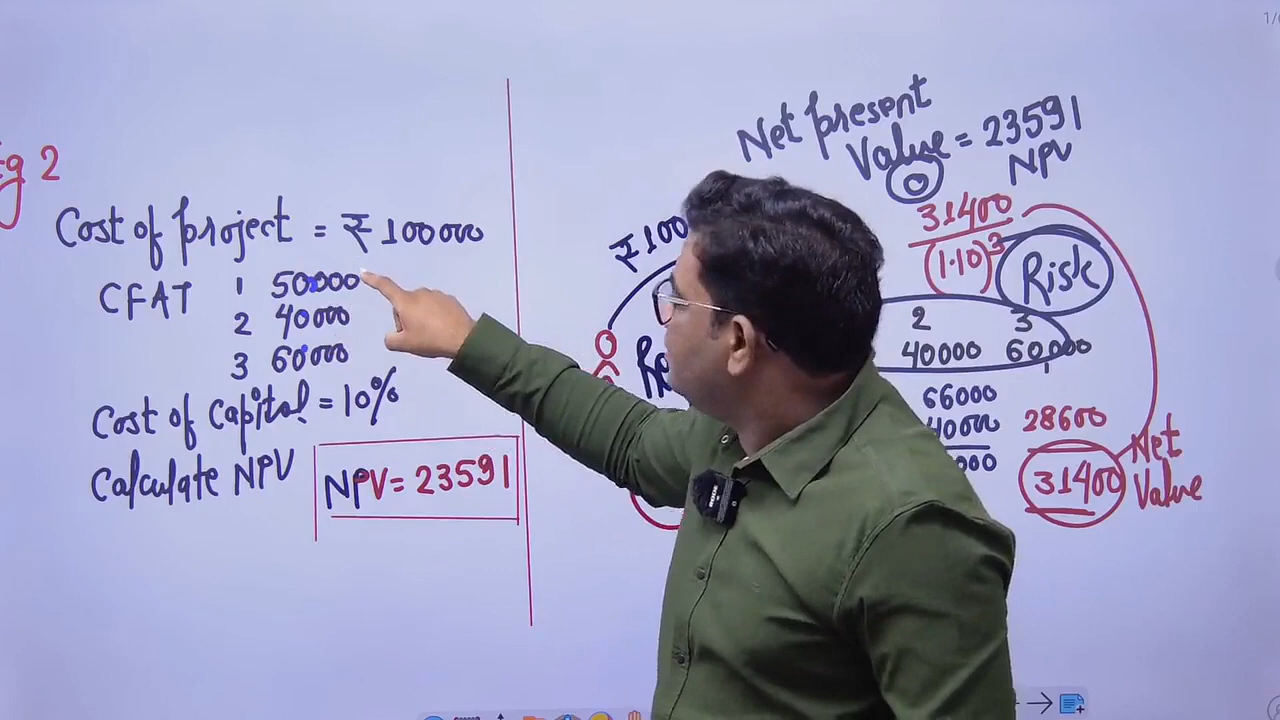 eg 2
Cost of project = ₹ 100000
CFAT 1 50000
2 40000
3 60000
Cost of Capital = 10%
Calculate NPV
NPV = 23591
Net present
Value = 23591
NPV
31400
(1.10)3
Risk
₹100
2 3
40000 60000
66000
28600
31400
Net
Value